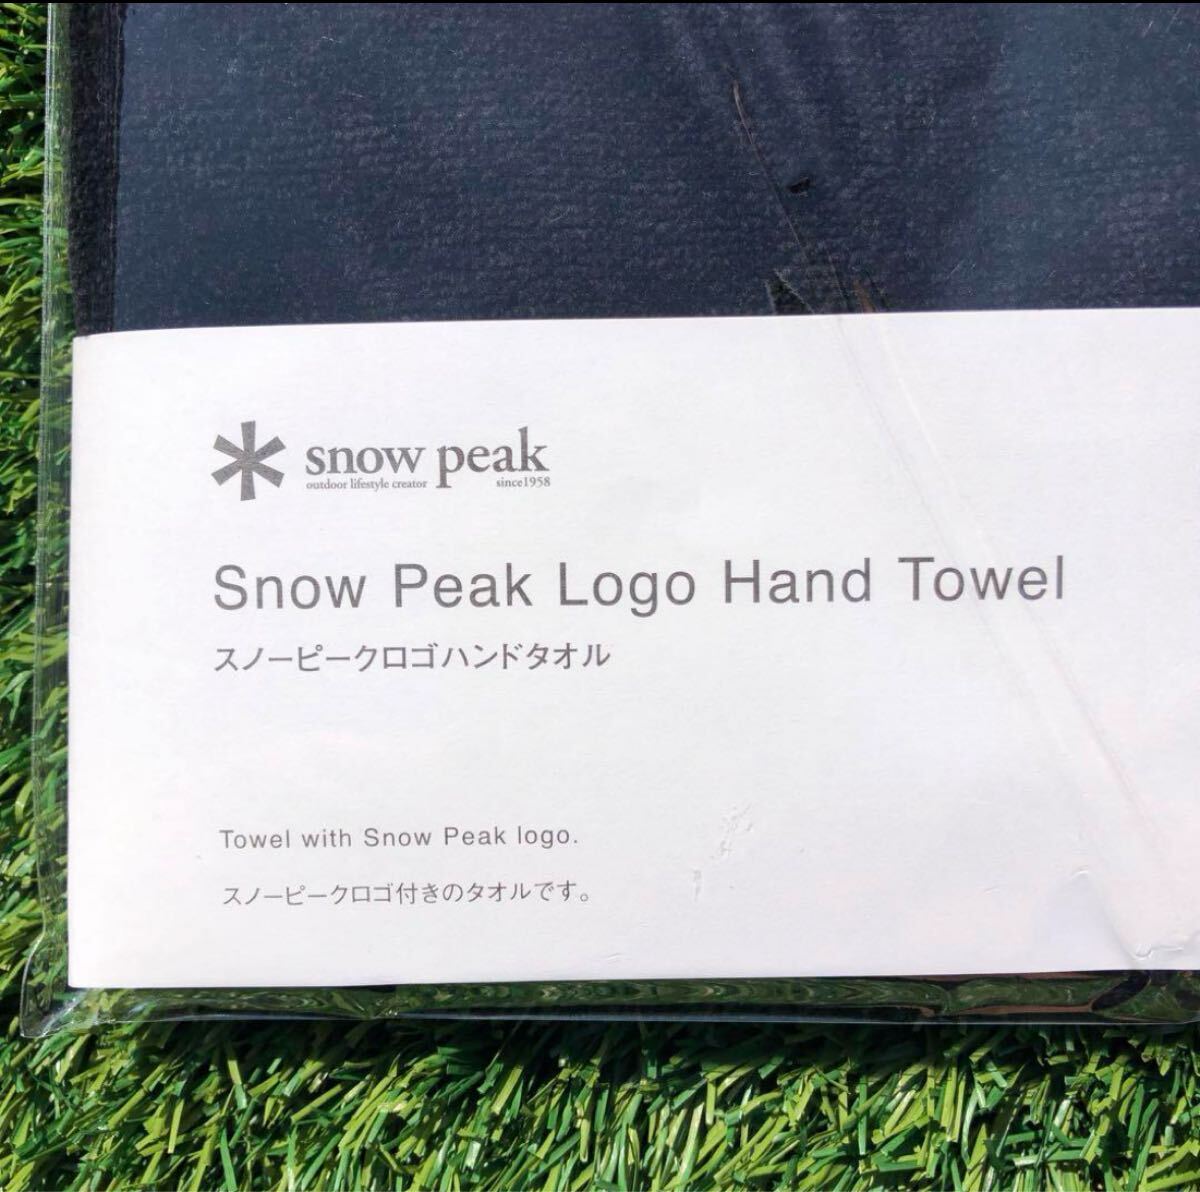 snow peak
outdoor lifestyle creator since1958
Snow Peak Logo Hand Towel
スノーピークロゴハンドタオル
Towel with Snow Peak logo.
スノーピークロゴ付きのタオルです。